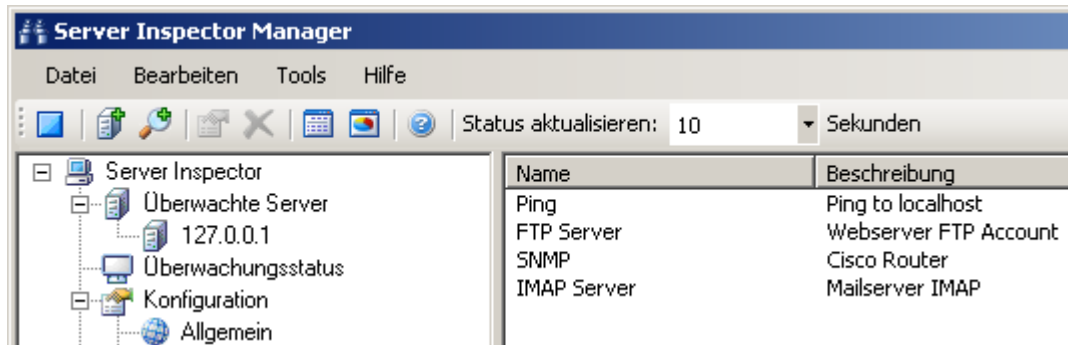 Server Inspector Manager
Datei Bearbeiten Tools Hilfe
Status aktualisieren: 10 Sekunden
Server Inspector
Überwachte Server
127.0.0.1
Überwachungsstatus
Konfiguration
Allgemein
Name Beschreibung
Ping Ping to localhost
FTP Server Webserver FTP Account
SNMP Cisco Router
IMAP Server Mailserver IMAP